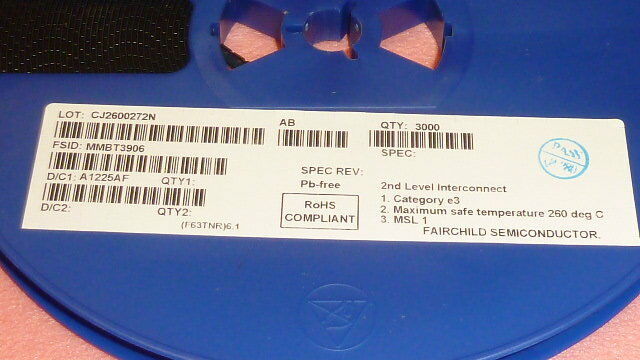 LOT: CJ2600272N
AB
QTY: 3000
FSID: MMBT3906
SPEC:
D/C1: A1225AF QTY1:
SPEC REV:
D/C2: QTY2:
(F63TNR)6.1
Pb-free
RoHS
COMPLIANT
2nd Level Interconnect
1. Category e3
2. Maximum safe temperature 260 deg C
3. MSL 1
FAIRCHILD SEMICONDUCTOR.